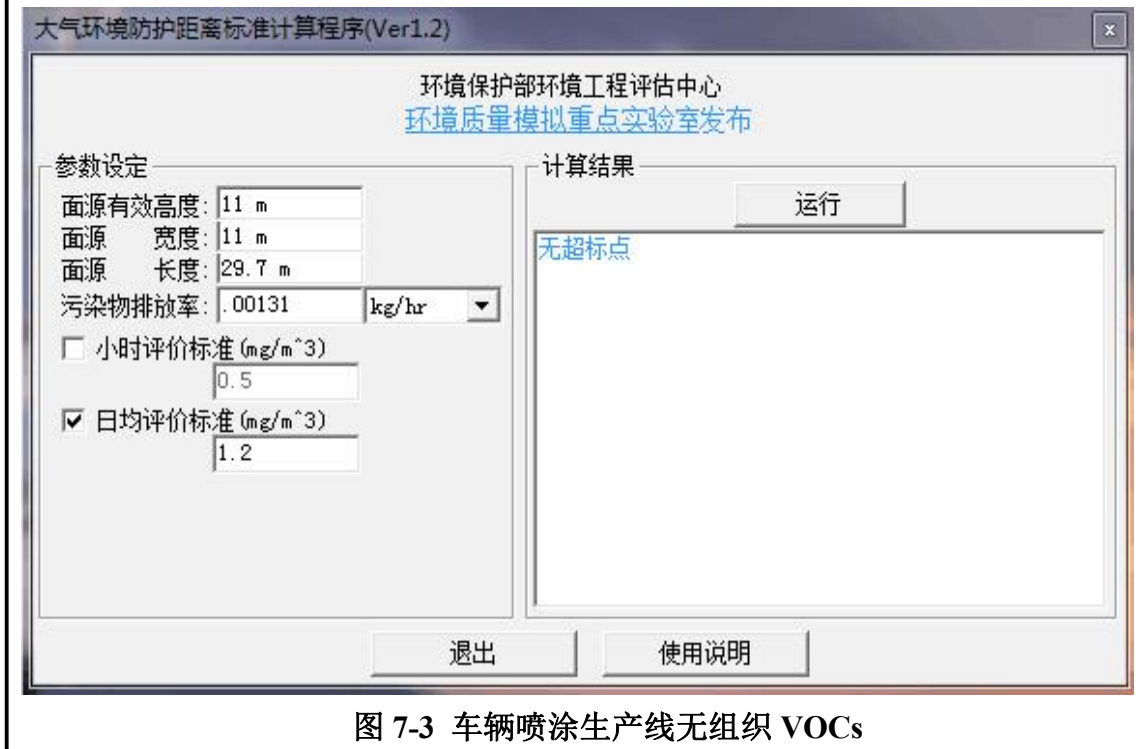 大气环境防护距离标准计算程序(Ver1.2)
x
环境保护部环境工程评估中心
环境质量模拟重点实验室发布
参数设定
面源有效高度: 11 m
面源 宽度: 11 m
面源 长度: 29.7 m
污染物排放率: .00131 kg/hr
小时评价标准(mg/m^3)
0.5
日均评价标准(mg/m^3)
1.2
计算结果
运行
无超标点
退出 使用说明
图 7-3 车辆喷涂生产线无组织 VOCs